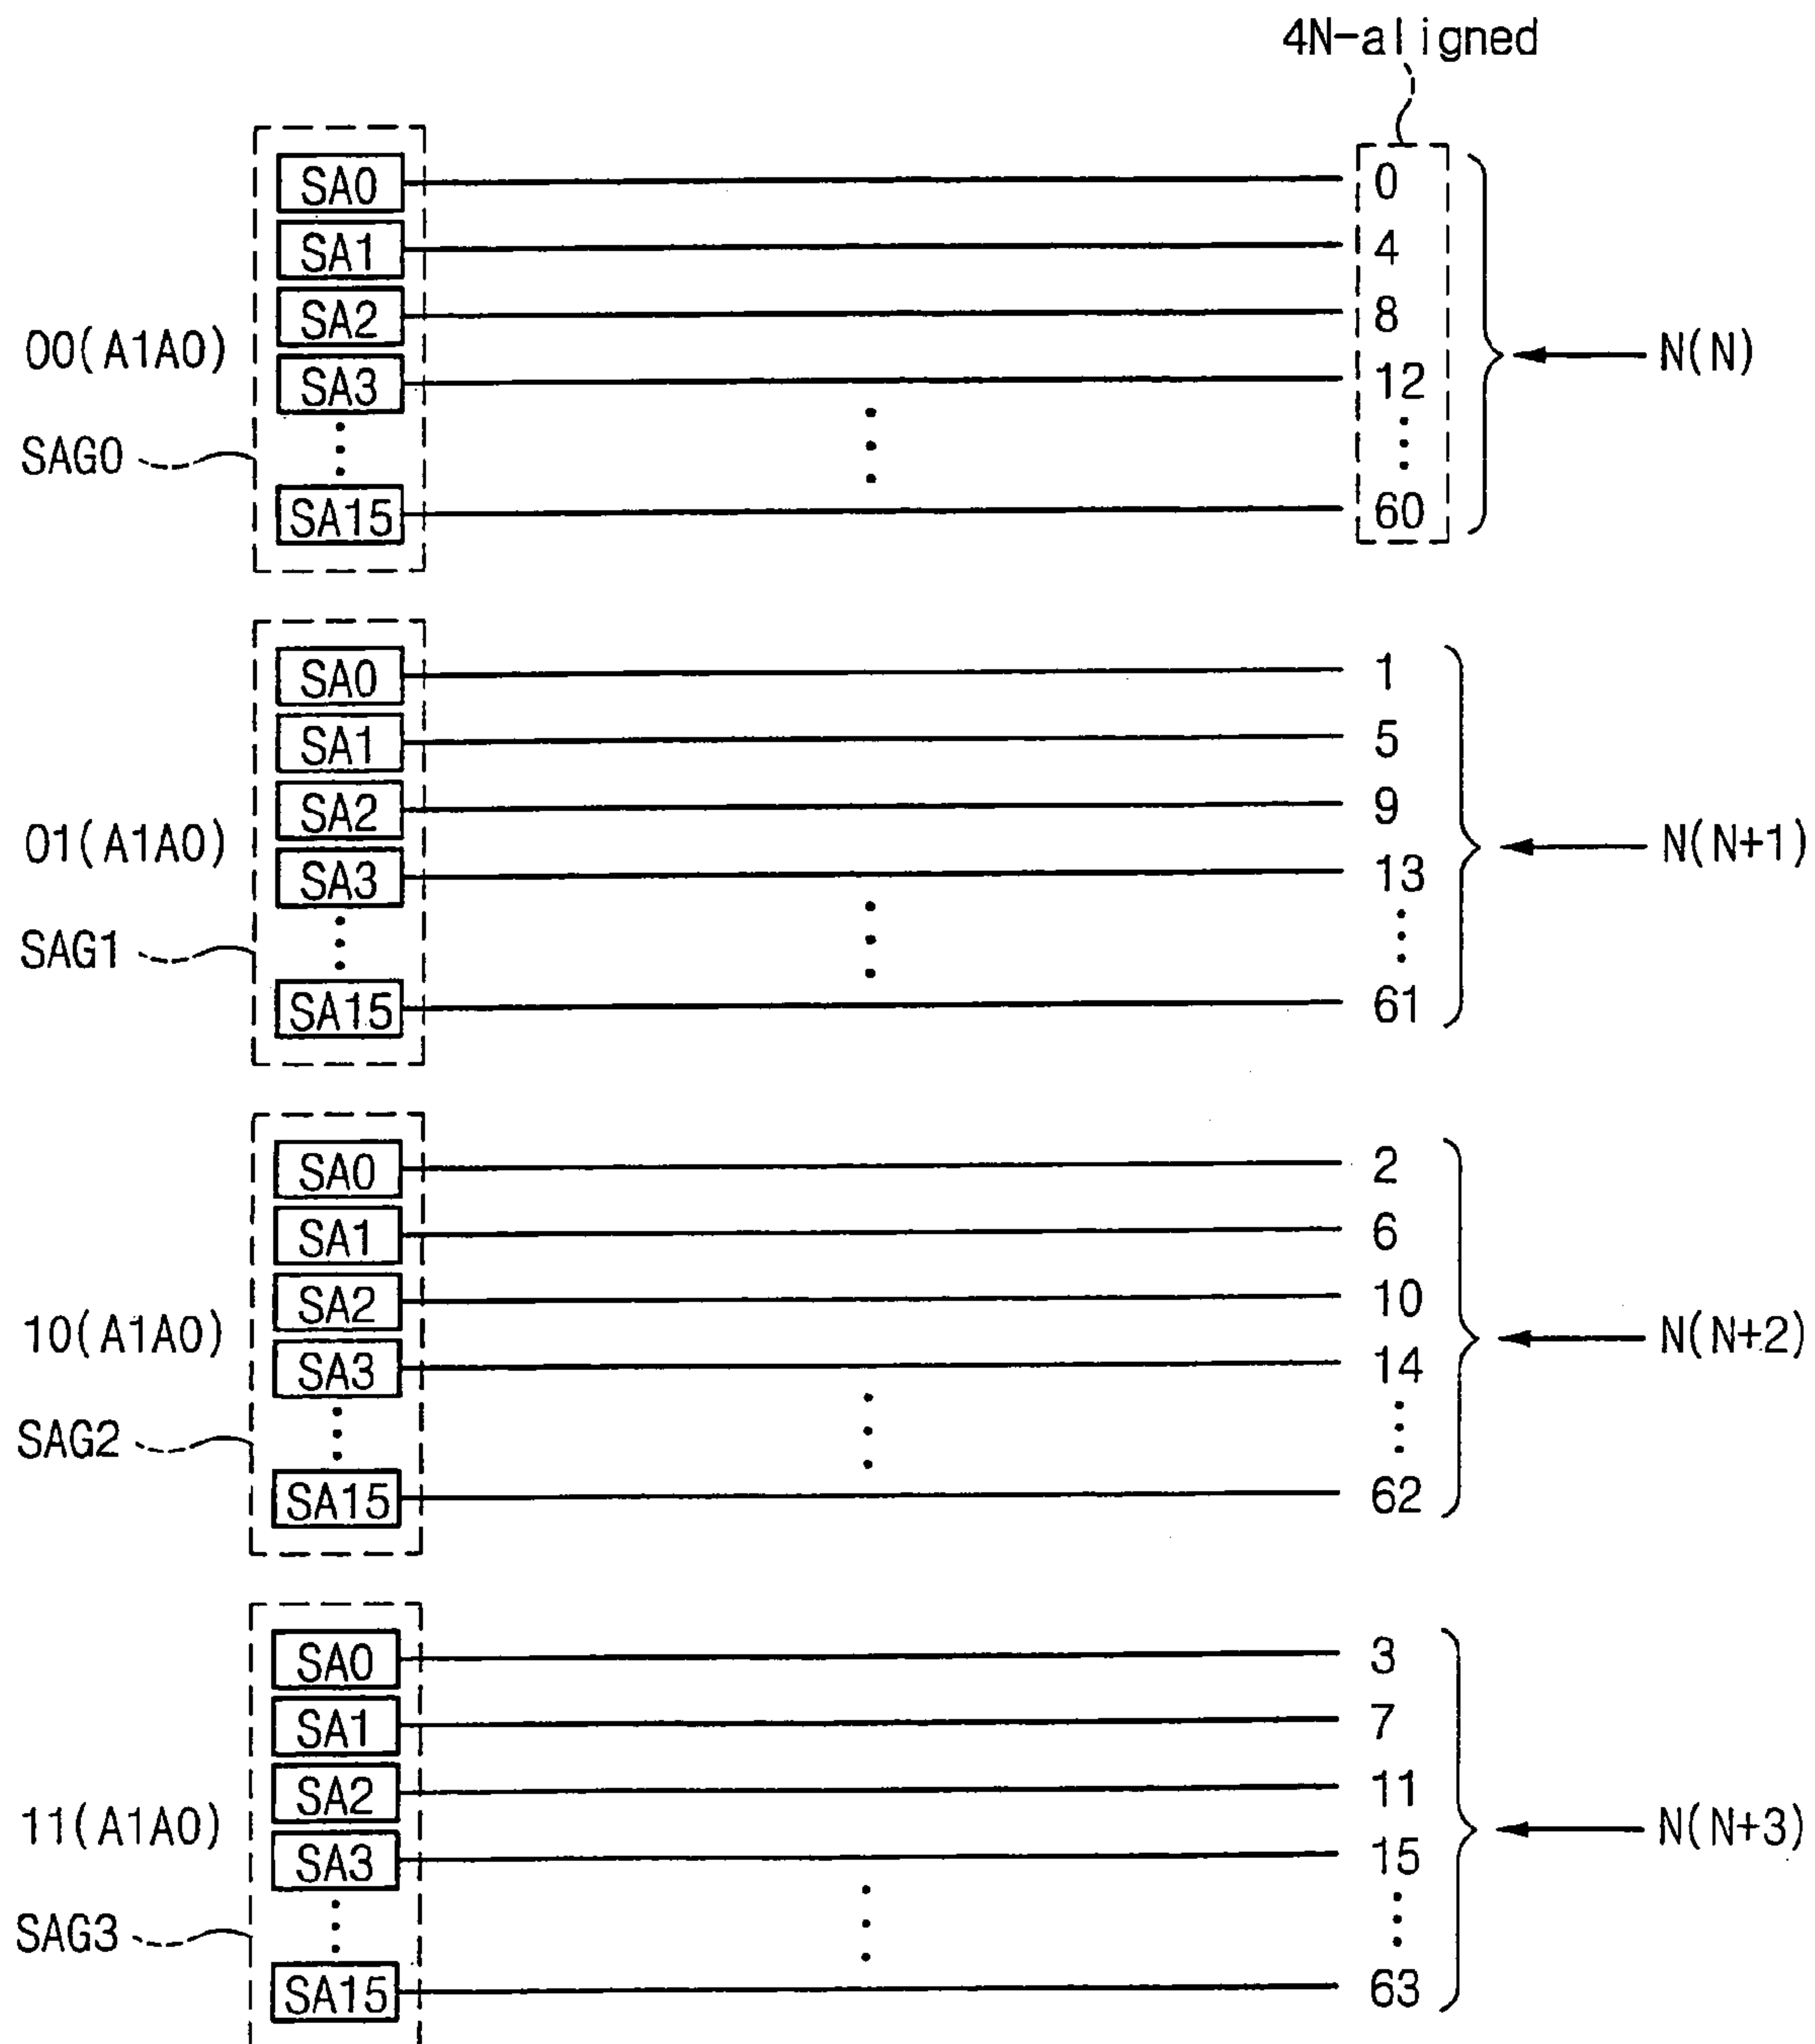 4N-aligned
SA0 0
SA1 4
SA2 8
00(A1A0) N(N)
SA3 12
SAG0
SA15 60
SA0 1
SA1 5
SA2 9
01(A1A0) N(N+1)
SA3 13
SAG1
SA15 61
SA0 2
SA1 6
SA2 10
10(A1A0) N(N+2)
SA3 14
SAG2
SA15 62
SA0 3
SA1 7
SA2 11
11(A1A0) N(N+3)
SA3 15
SAG3
SA15 63